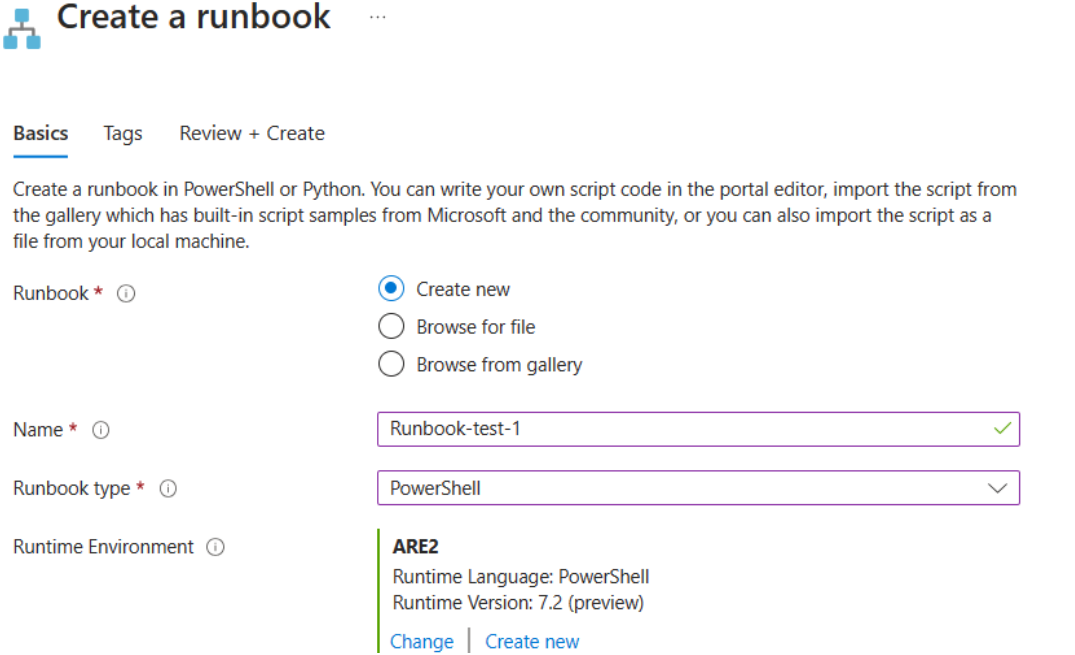 Create a runbook ...
Basics Tags Review + Create
Create a runbook in PowerShell or Python. You can write your own script code in the portal editor, import the script from
the gallery which has built-in script samples from Microsoft and the community, or you can also import the script as a
file from your local machine.
Runbook *
Create new
Browse for file
Browse from gallery
Name *
Runbook-test-1
Runbook type *
PowerShell
Runtime Environment
ARE2
Runtime Language: PowerShell
Runtime Version: 7.2 (preview)
Change | Create new